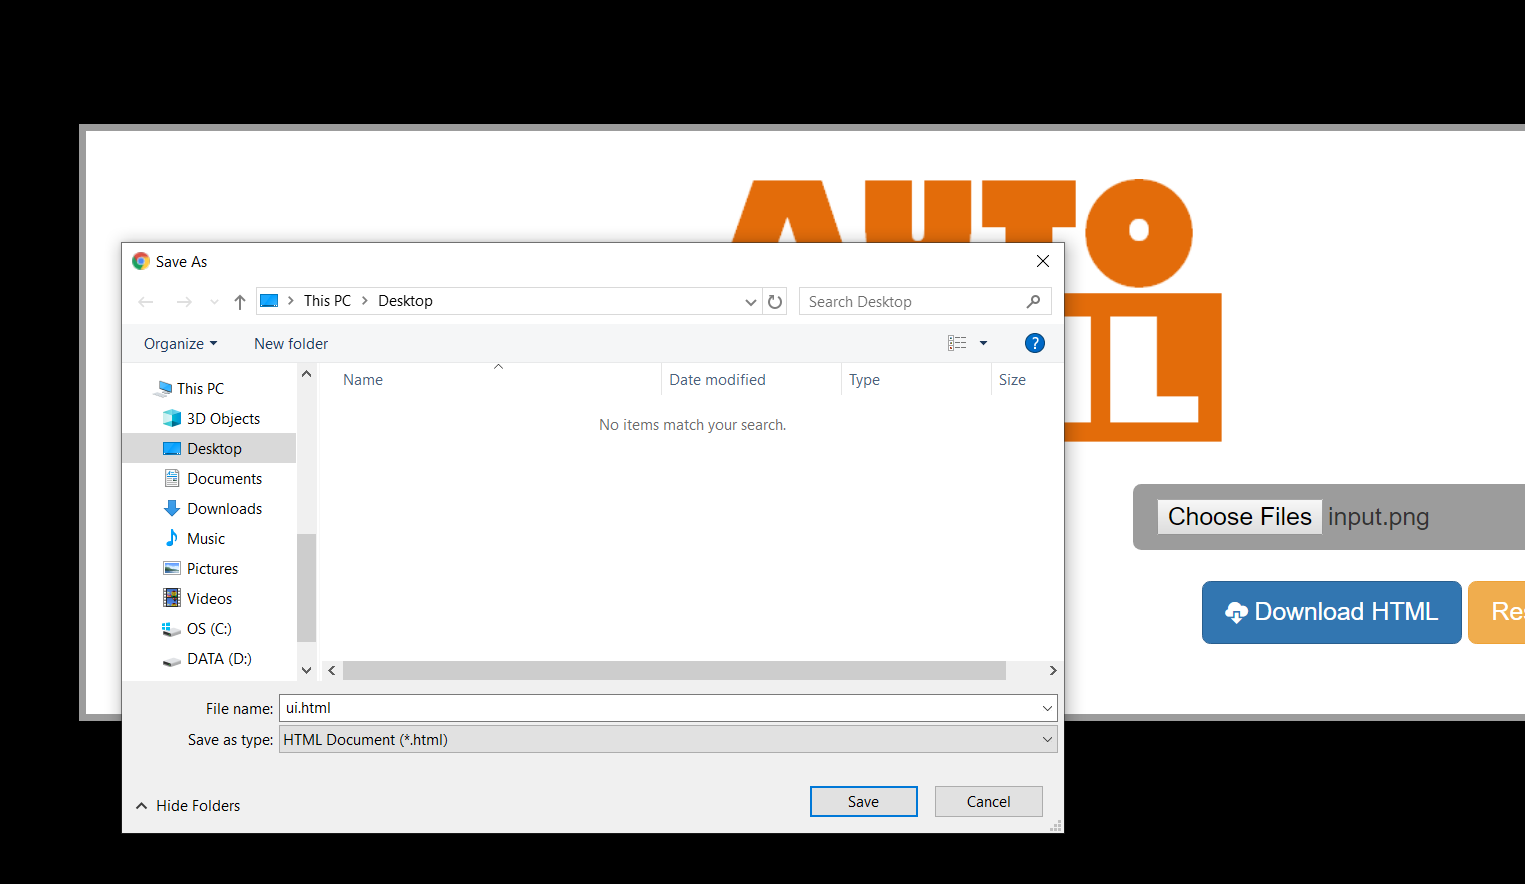 AUTO
L
Save As
This PC
Desktop
Search Desktop
Organize
New folder
?
Name
Date modified
Type
Size
No items match your search.
This PC
3D Objects
Desktop
Documents
Downloads
Music
Pictures
Videos
OS (C:)
DATA (D:)
File name:
ui.html
Save as type:
HTML Document (*.html)
Hide Folders
Save
Cancel
Choose Files
input.png
Download HTML